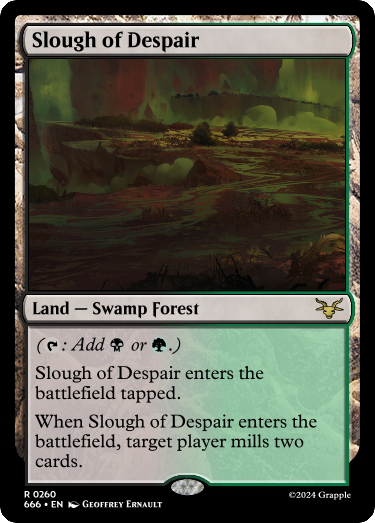 Slough of Despair
Land — Swamp Forest
(: Add or .)
Slough of Despair enters the
battlefield tapped.
When Slough of Despair enters the
battlefield, target player mills two
cards.
R 0260
666 • EN Geoffrey Ernault
©2024 Grapple